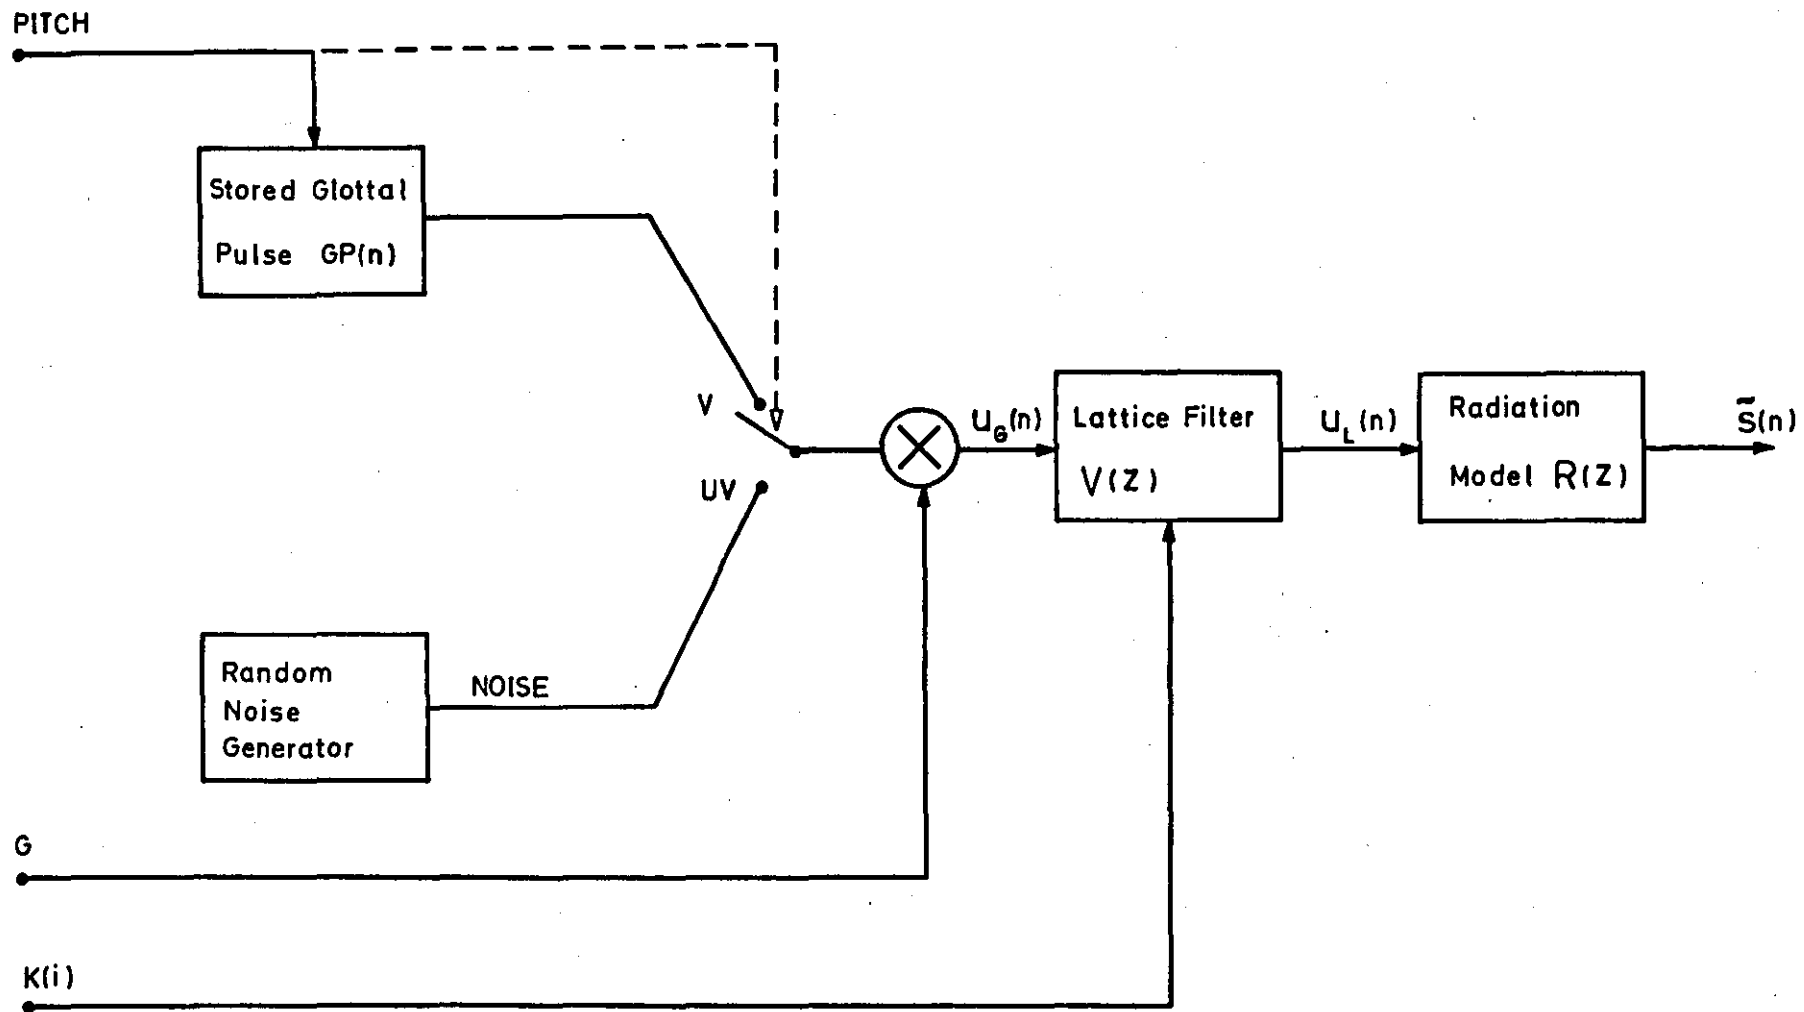 PITCH
Stored Glottal
Pulse GP(n)
V
UV
u_G(n)
Lattice Filter
V(Z)
u_L(n)
Radiation
Model R(Z)
s̃(n)
Random
Noise
Generator
NOISE
G
K(i)